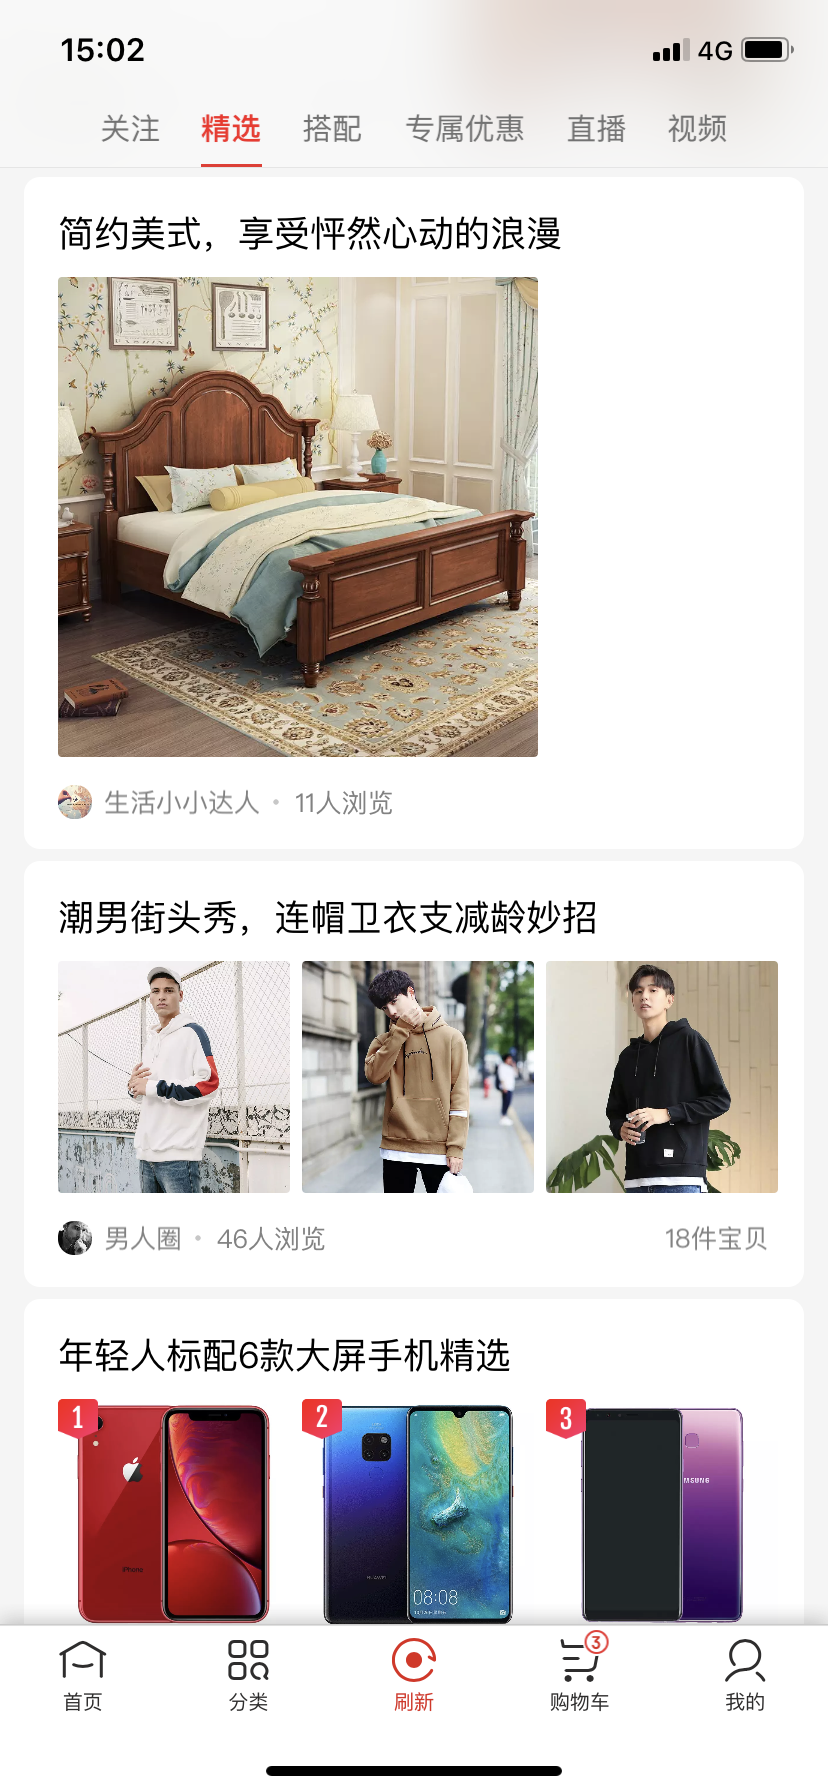 15:02
4G
关注 精选 搭配 专属优惠 直播 视频
简约美式，享受怦然心动的浪漫
生活小小达人 • 11人浏览
潮男街头秀，连帽卫衣支减龄妙招
男人圈 • 46人浏览 18件宝贝
年轻人标配6款大屏手机精选
1 2 3
iPhone
HUAWEI
08:08
MSUNG
3
首页 分类 刷新 购物车 我的